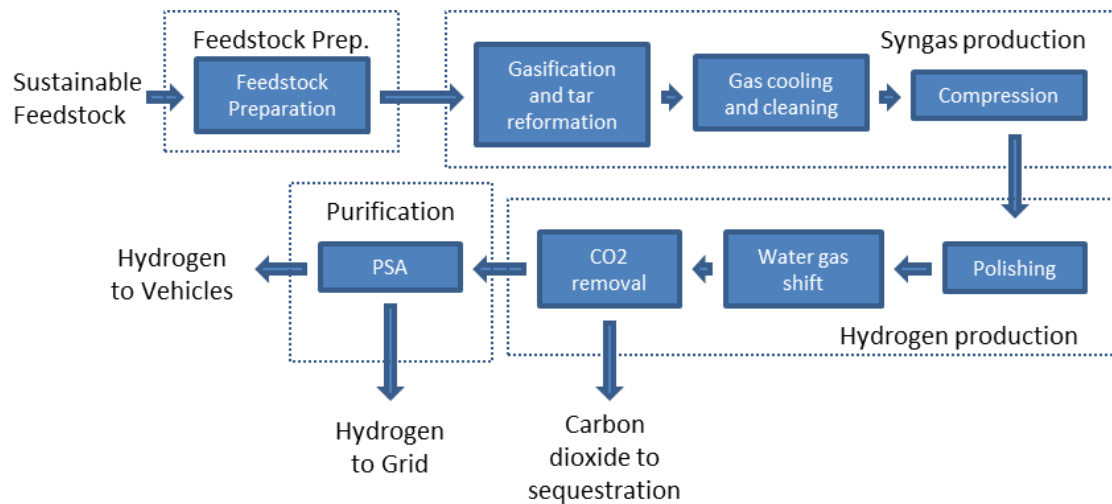 Feedstock Prep.
Syngas production
Sustainable
Feedstock
Feedstock
Preparation
Gasification
and tar
reformation
Gas cooling
and cleaning
Compression
Purification
Hydrogen
to Vehicles
PSA
CO2
removal
Water gas
shift
Polishing
Hydrogen production
Hydrogen
to Grid
Carbon
dioxide to
sequestration